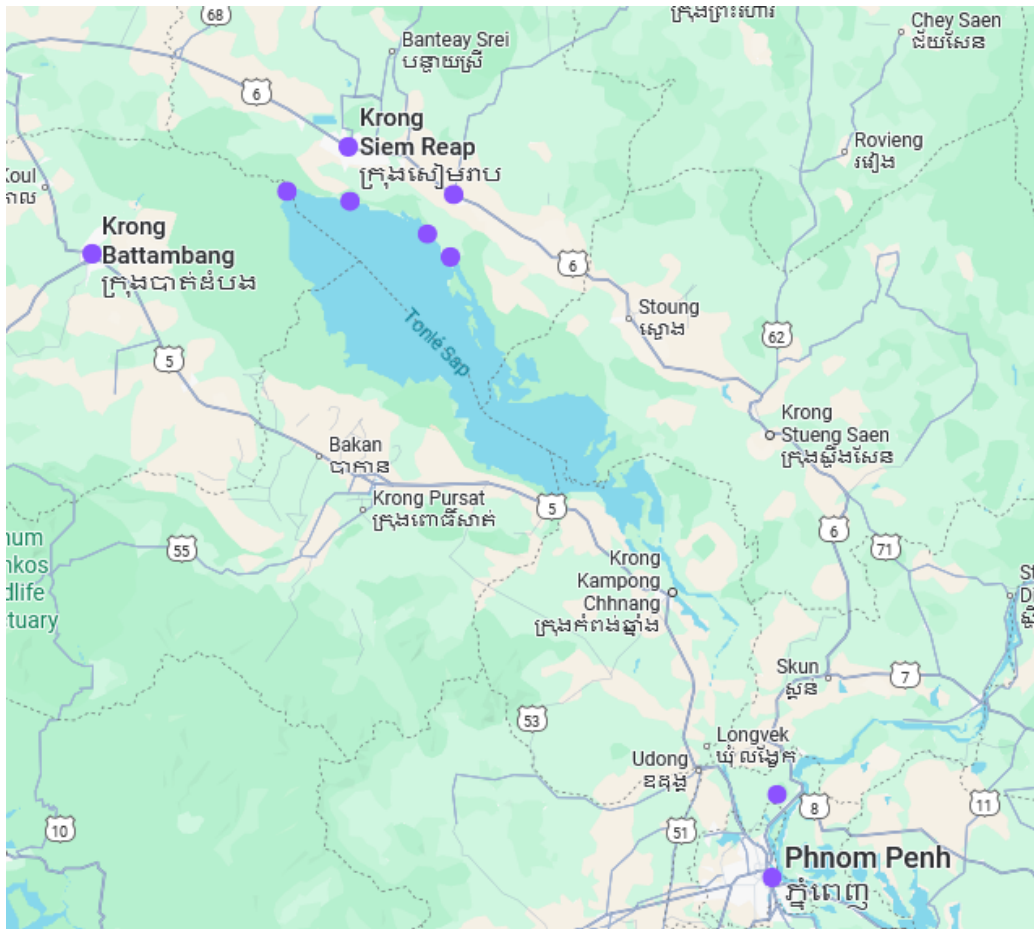 68
ក្រុងព្រះវិហារ
Chey Saen
ជ័យសែន
Banteay Srei
បន្ទាយស្រី
6
Krong
Siem Reap
ក្រុងសៀមរាប
Rovieng
រវៀង
Koul
Krong
Battambang
ក្រុងបាត់ដំបង
6
Stoung
ស្ទោង
Tonlé Sap
62
5
Krong
Stueng Saen
ក្រុងស្ទឹងសែន
Bakan
បាកាន
Krong Pursat
ក្រុងពោធិ៍សាត់
5
6
55
71
Krong
Kampong
Chhnang
ក្រុងកំពង់ឆ្នាំង
Skun
ស្គន់
7
53
Longvek
ឃុំ លង្វែក
Udong
ឧដុង្គ
8
11
51
10
Phnom Penh
ភ្នំពេញ